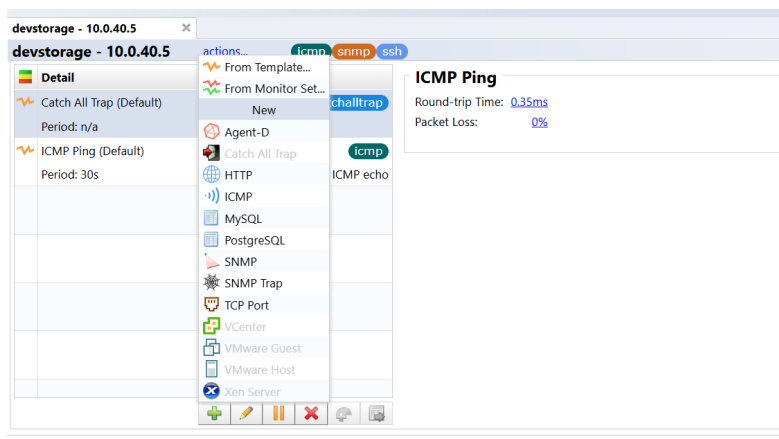 devstorage - 10.0.40.5
devstorage - 10.0.40.5 actions... icmp snmp ssh
Detail
Catch All Trap (Default)
Period: n/a
challtrap
ICMP Ping (Default)
icmp
Period: 30s
ICMP echo
From Template...
From Monitor Set...
New
Agent-D
Catch All Trap
HTTP
ICMP
MySQL
PostgreSQL
SNMP
SNMP Trap
TCP Port
VCenter
VMware Guest
VMware Host
Xen Server
ICMP Ping
Round-trip Time: 0.35ms
Packet Loss: 0%